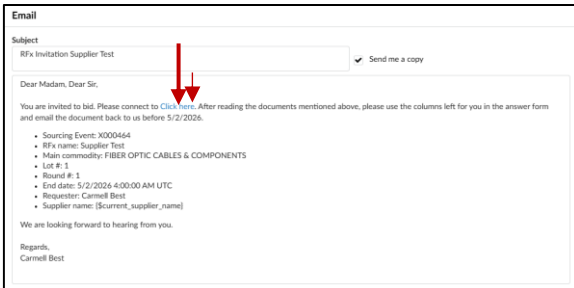 Email
Subject
RFx Invitation Supplier Test
Send me a copy
Dear Madam, Dear Sir,
You are invited to bid. Please connect to Click here. After reading the documents mentioned above, please use the columns left for you in the answer form
and email the document back to us before 5/2/2026.
• Sourcing Event: X000464
• RFx name: Supplier Test
• Main commodity: FIBER OPTIC CABLES & COMPONENTS
• Lot #: 1
• Round #: 1
• End date: 5/2/2026 4:00:00 AM UTC
• Requester: Carmell Best
• Supplier name: {$current_supplier_name}
We are looking forward to hearing from you.
Regards,
Carmell Best